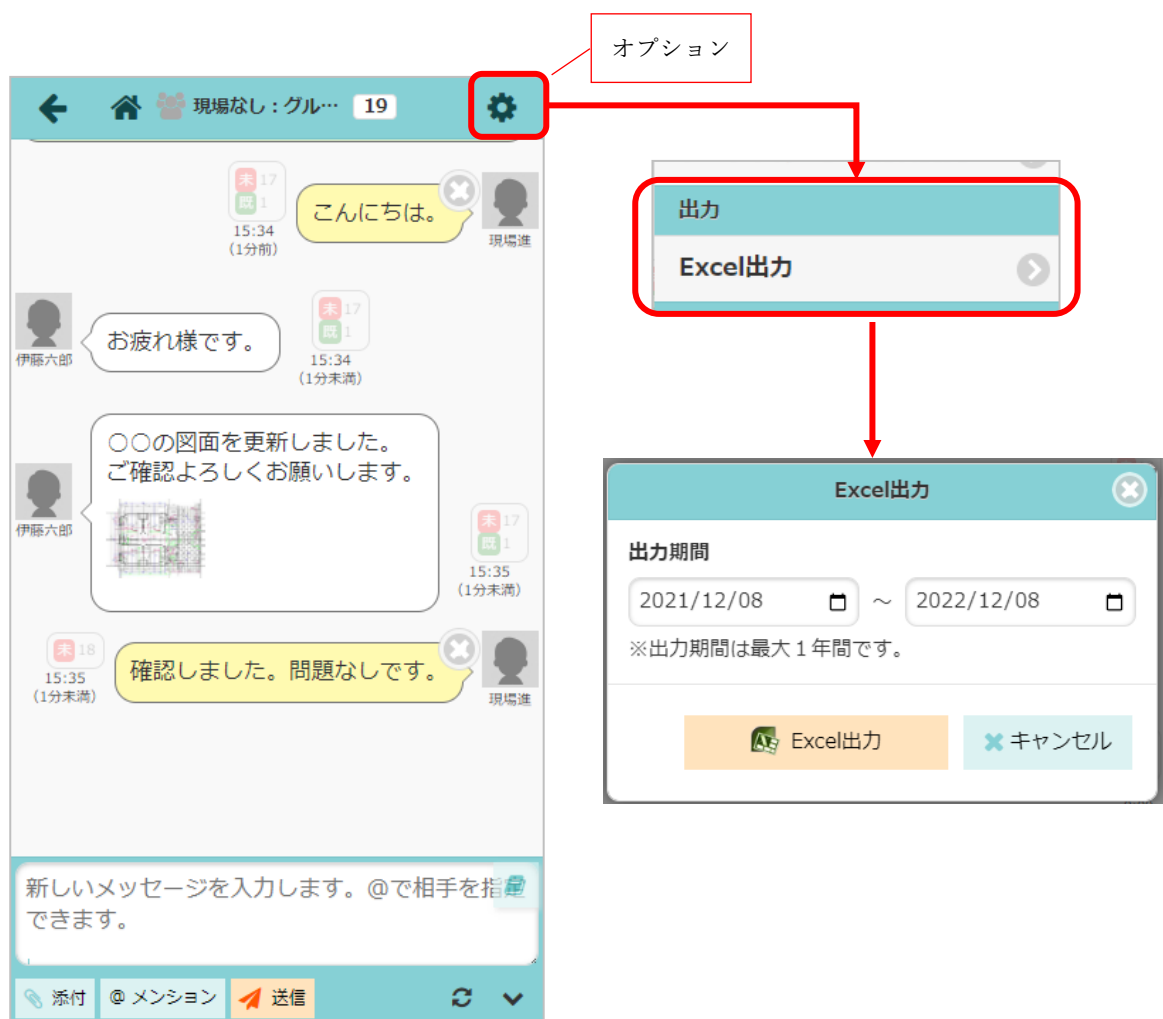 オプション
現場なし：グル… 19
未 17
既 1
15:34
(1分前)
こんにちは。
現場進
伊藤六郎
お疲れ様です。
未 17
既 1
15:34
(1分未満)
伊藤六郎
○○の図面を更新しました。
ご確認よろしくお願いします。
未 17
既 1
15:35
(1分未満)
未 18
15:35
(1分未満)
確認しました。問題なしです。
現場進
新しいメッセージを入力します。@で相手を指定
できます。
添付 @ メンション 送信
出力
Excel出力
Excel出力
出力期間
2021/12/08 ～ 2022/12/08
※出力期間は最大１年間です。
Excel出力 キャンセル